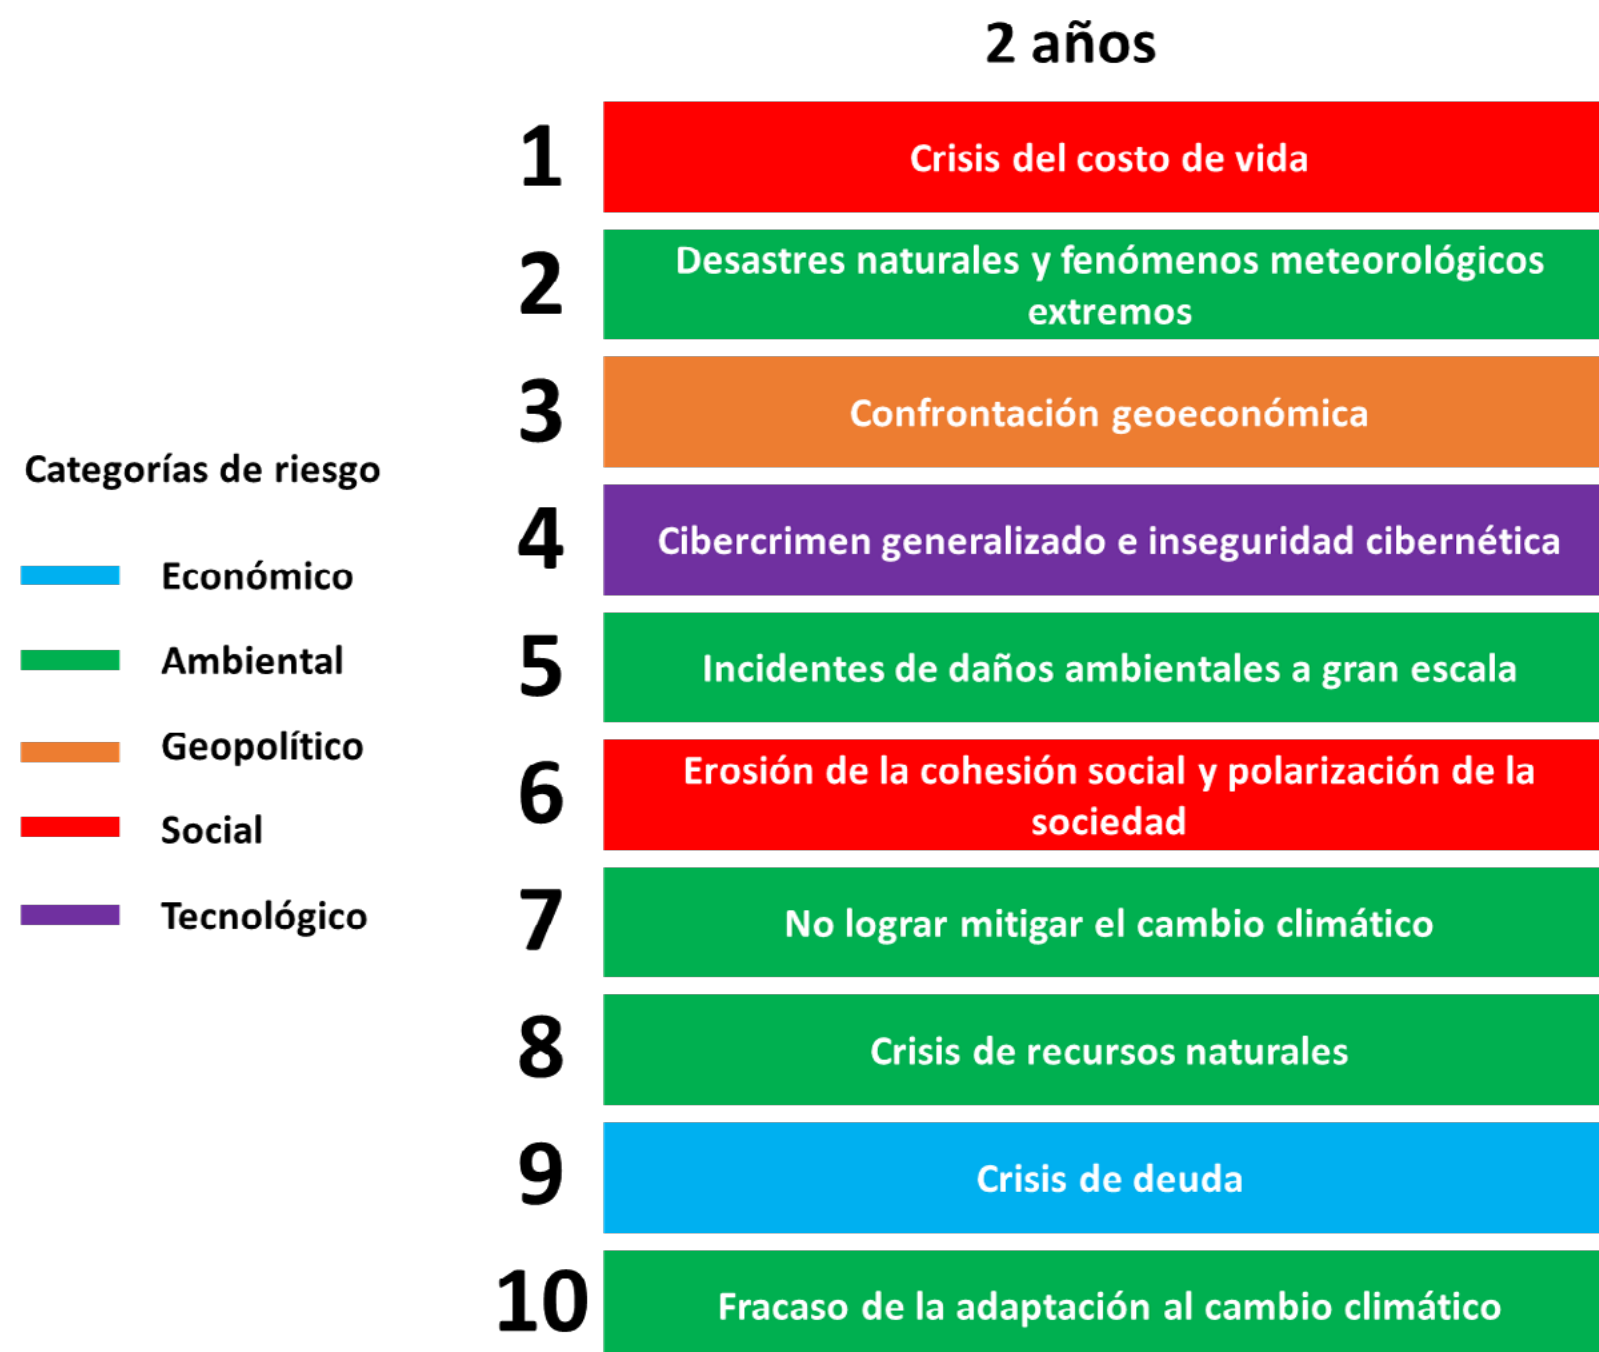 2 años
Categorías de riesgo
Económico
Ambiental
Geopolítico
Social
Tecnológico
1
Crisis del costo de vida
2
Desastres naturales y fenómenos meteorológicos
extremos
3
Confrontación geoeconómica
4
Cibercrimen generalizado e inseguridad cibernética
5
Incidentes de daños ambientales a gran escala
6
Erosión de la cohesión social y polarización de la
sociedad
7
No lograr mitigar el cambio climático
8
Crisis de recursos naturales
9
Crisis de deuda
10
Fracaso de la adaptación al cambio climático